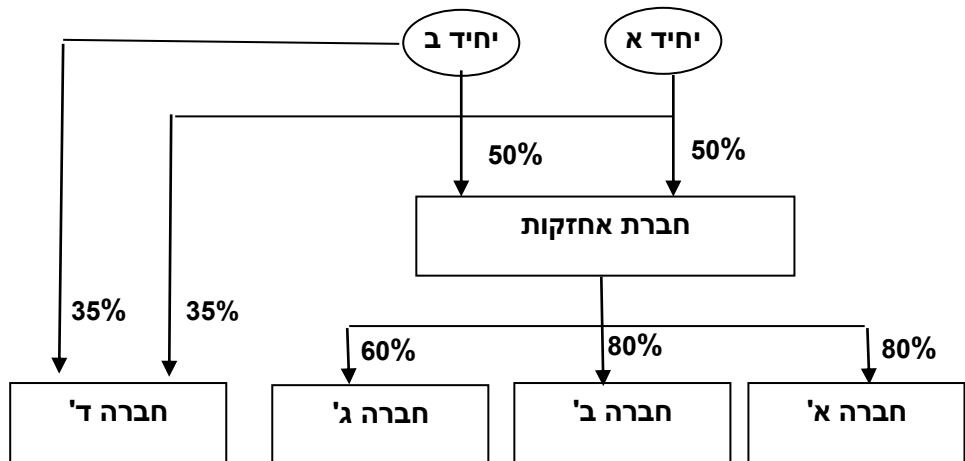 יחיד א
יחיד ב
50%
50%
חברת אחזקות
35%
35%
80%
80%
60%
חברה א'
חברה ב'
חברה ג'
חברה ד'